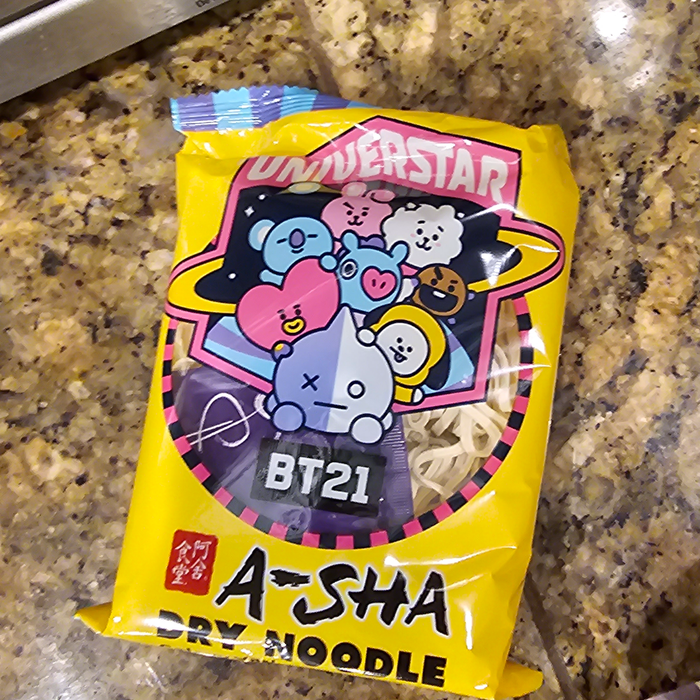 UNIVERSTAR
BT21
阿舍
食堂
A-SHA
DRY NOODLE